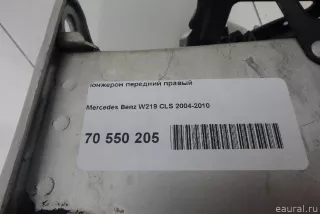 лонжерон передний правый
Mercedes Benz W219 CLS 2004-2010
70 550 205
eaural.ru